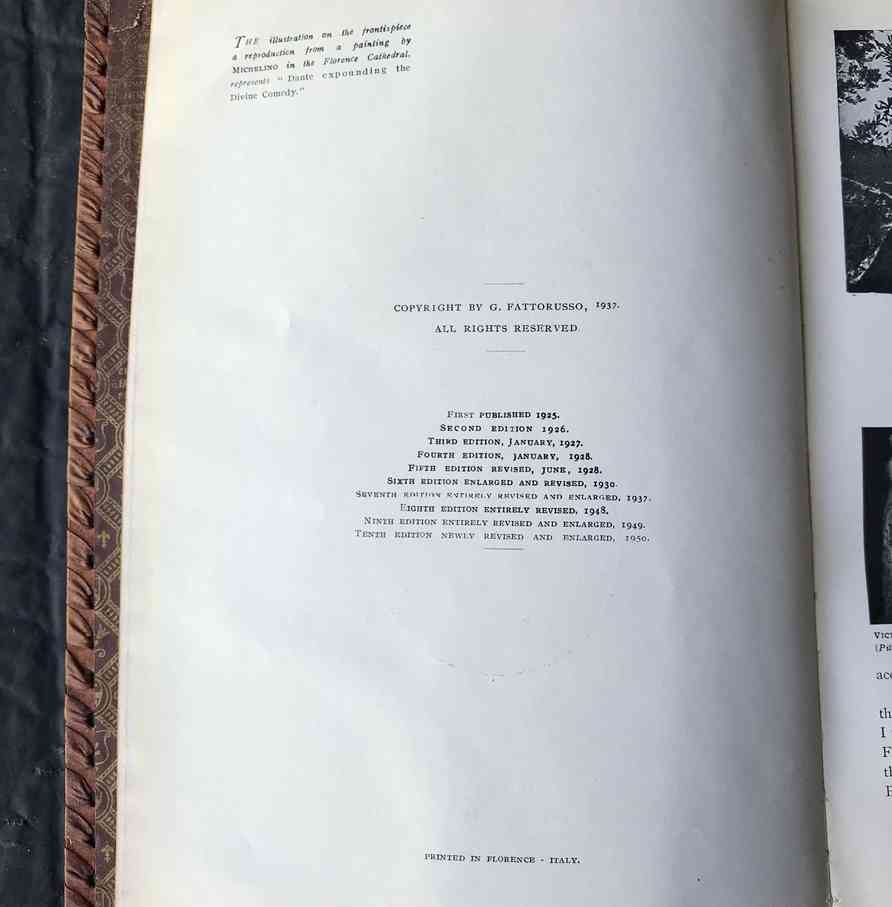 THE illustration on the frontispiece
a reproduction from a painting by
MICHELINO in the Florence Cathedral,
represents "Dante expounding the
Divine Comedy."
COPYRIGHT BY G. FATTORUSSO, 1937.
ALL RIGHTS RESERVED
FIRST PUBLISHED 1925.
SECOND EDITION 1926.
THIRD EDITION, JANUARY, 1927.
FOURTH EDITION, JANUARY, 1928.
FIFTH EDITION REVISED, JUNE, 1928.
SIXTH EDITION ENLARGED AND REVISED, 1930.
SEVENTH EDITION ENTIRELY REVISED AND ENLARGED, 1937.
EIGHTH EDITION ENTIRELY REVISED, 1948.
NINTH EDITION ENTIRELY REVISED AND ENLARGED, 1949.
TENTH EDITION NEWLY REVISED AND ENLARGED, 1950.
PRINTED IN FLORENCE - ITALY.